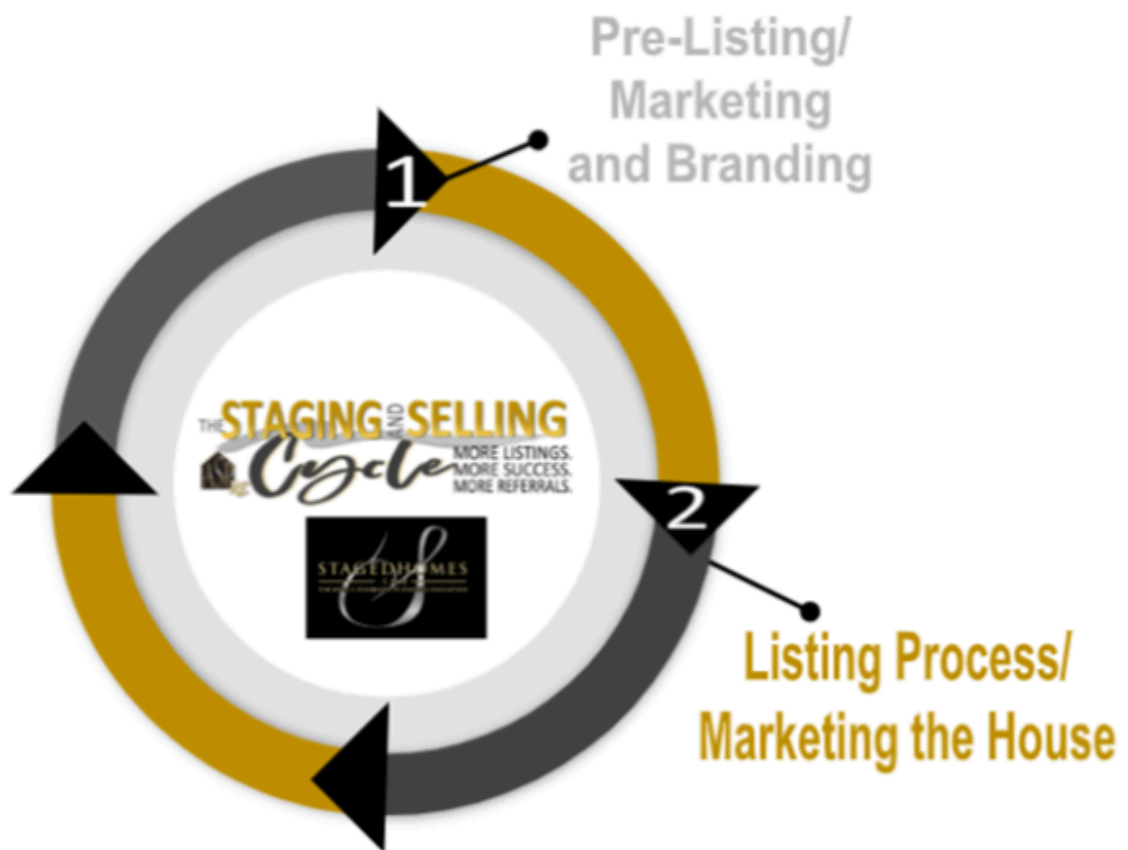 Pre-Listing/
Marketing
and Branding
1
THE STAGING AND SELLING
Cycle
MORE LISTINGS.
MORE SUCCESS.
MORE REFERRALS.
2
STAGEDHOMES
Listing Process/
Marketing the House